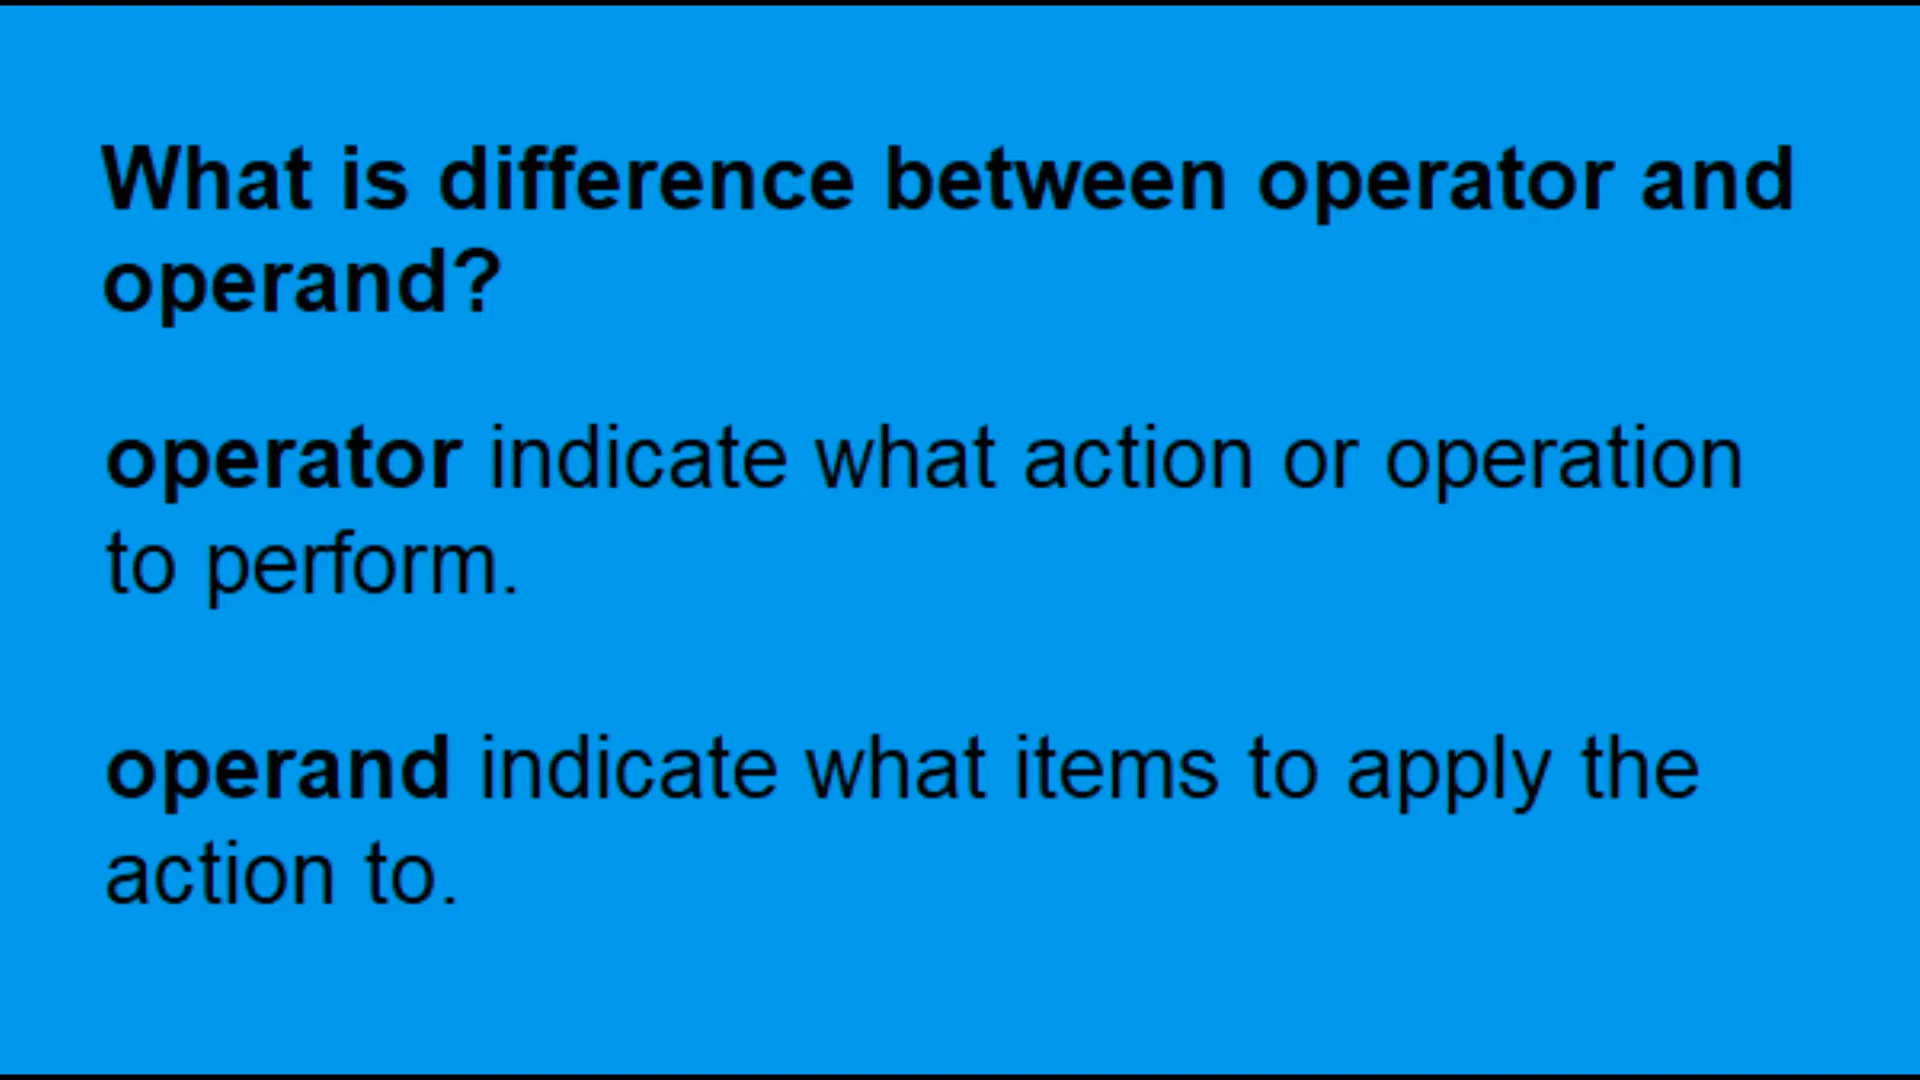 What is difference between operator and
operand?
operator indicate what action or operation
to perform.
operand indicate what items to apply the
action to.